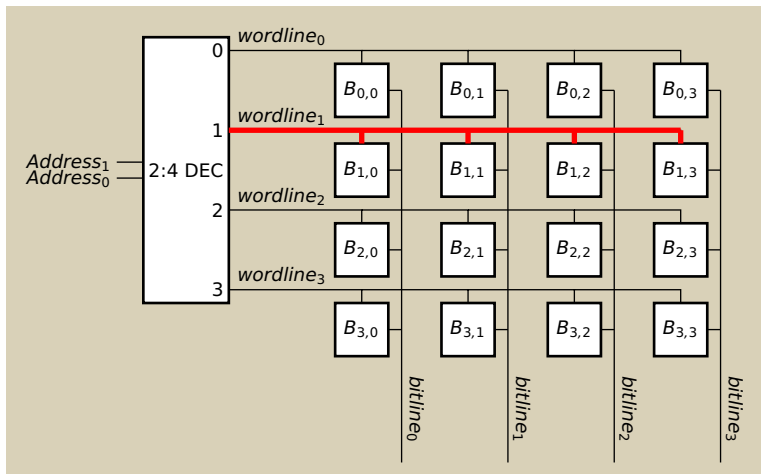 0 wordline₀
B₀,₀ B₀,₁ B₀,₂ B₀,₃
1 wordline₁
Address₁
Address₀
2:4 DEC
B₁,₀ B₁,₁ B₁,₂ B₁,₃
2 wordline₂
B₂,₀ B₂,₁ B₂,₂ B₂,₃
3 wordline₃
B₃,₀ B₃,₁ B₃,₂ B₃,₃
bitline₀
bitline₁
bitline₂
bitline₃